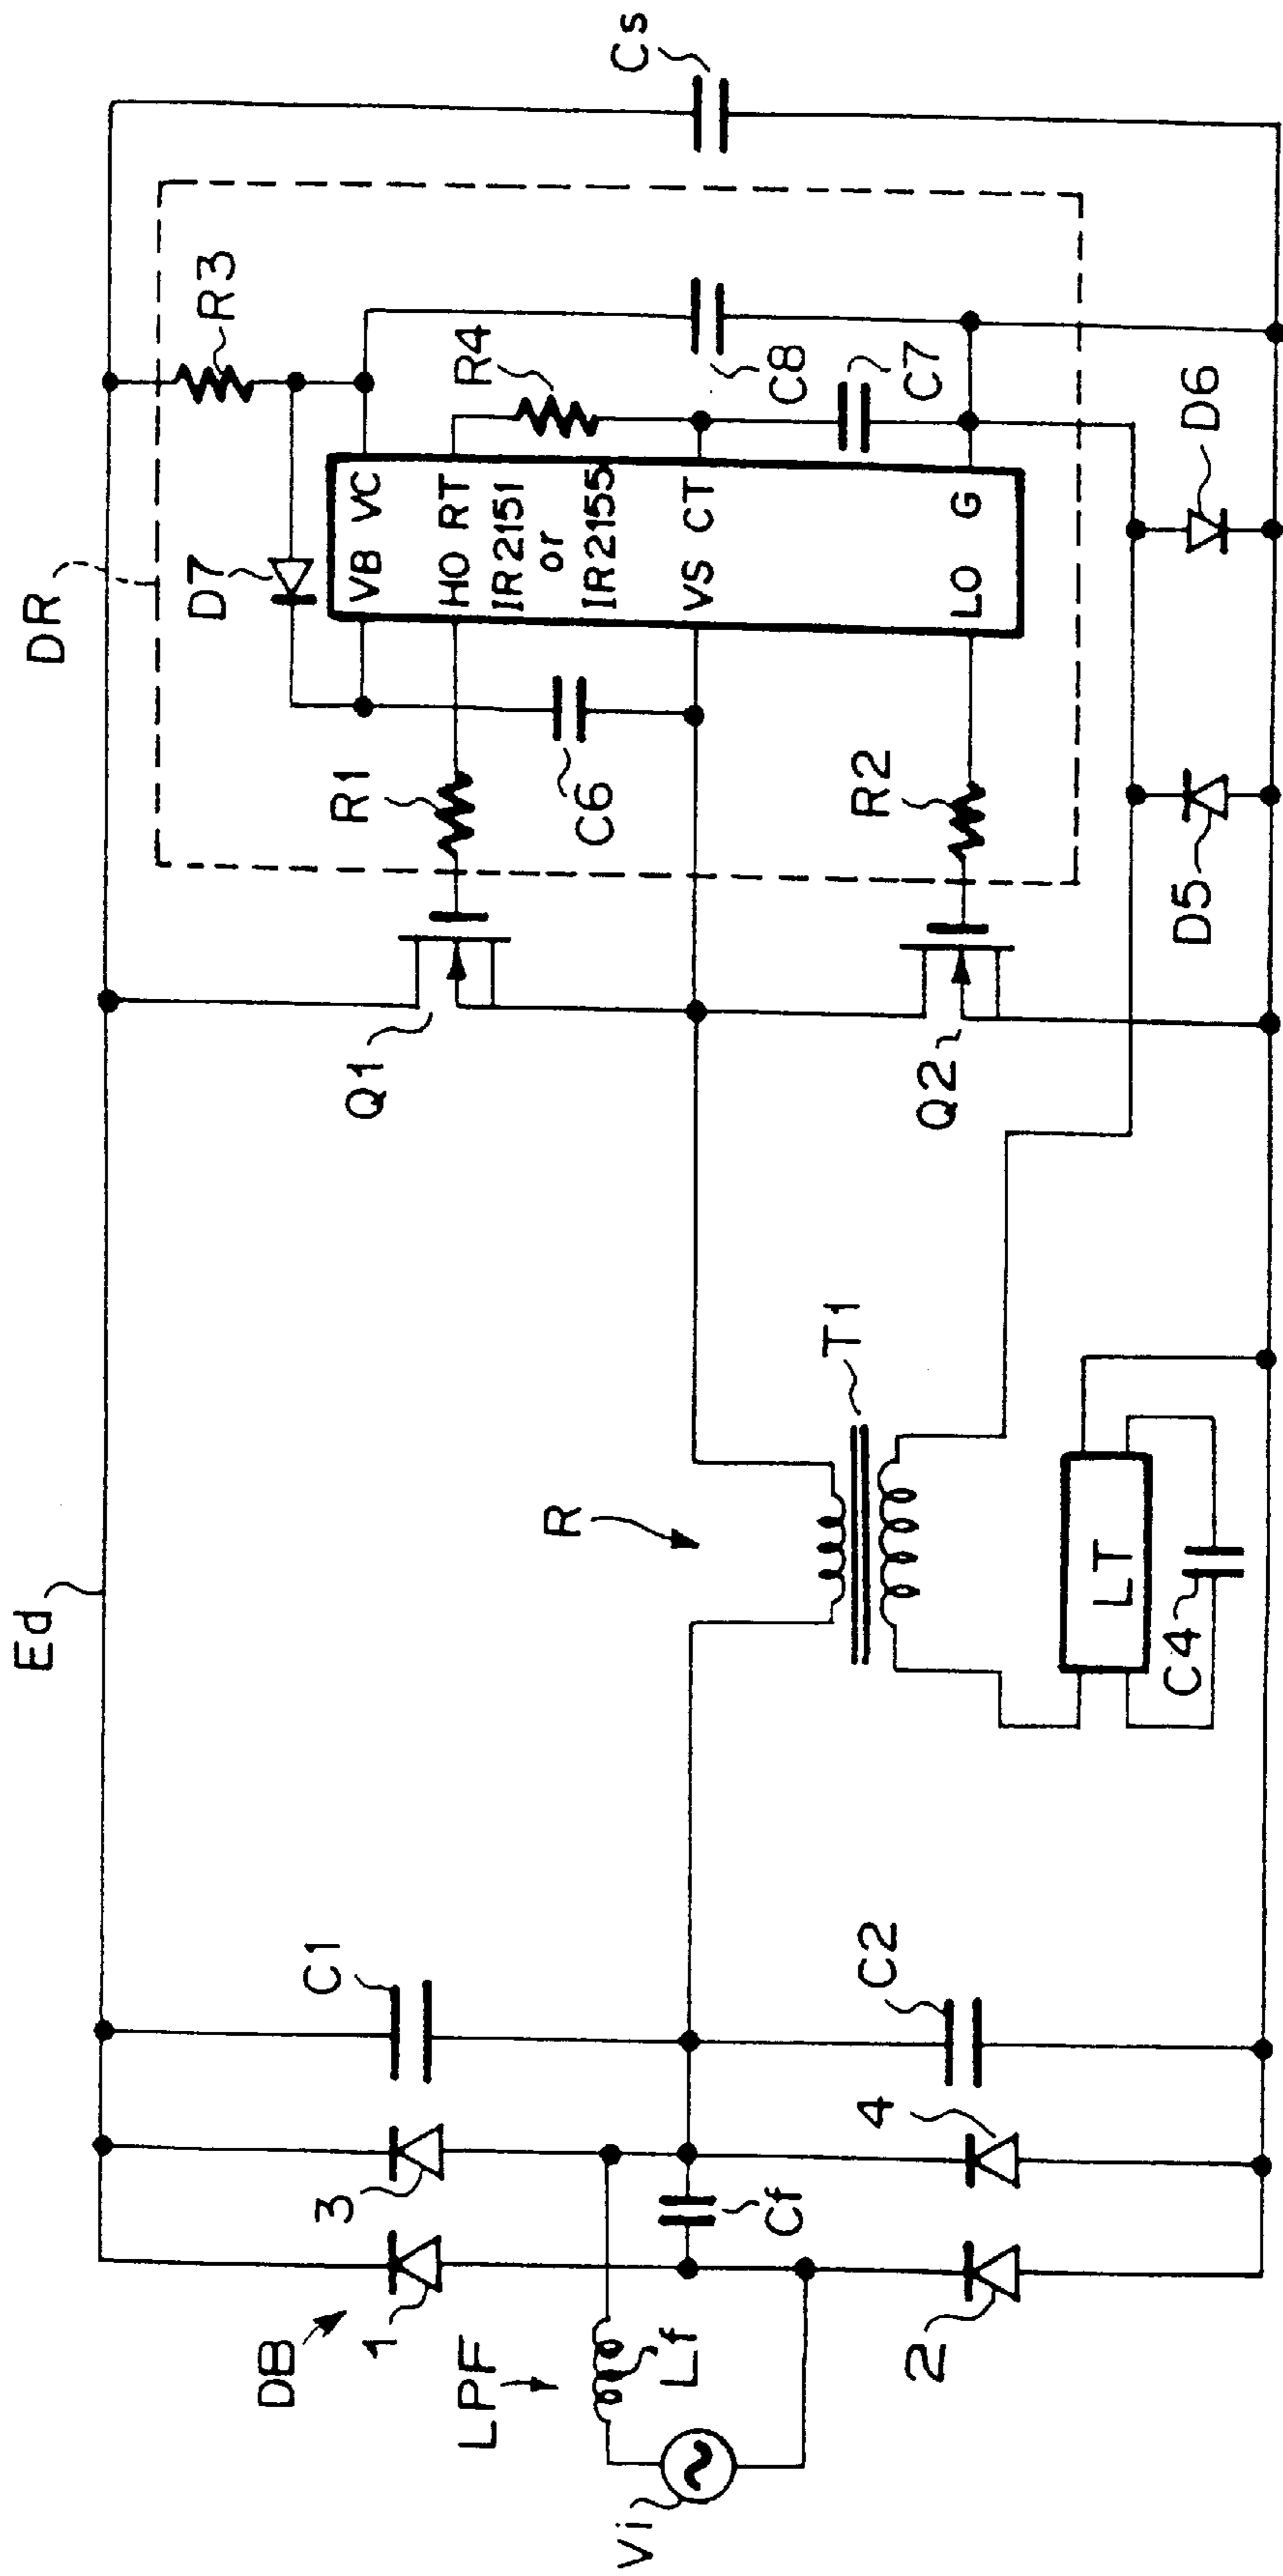 Ed
DR
Cs
R3
D7
VB VC
HO RT
IR2151
or
IR2155
VS CT
LO G
R4
C8
C7
R1
C6
R2
Q1
Q2
D5
D6
R
T1
LT
C4
C1
C2
DB
1
3
4
2
LPF
Lf
Cf
Vi